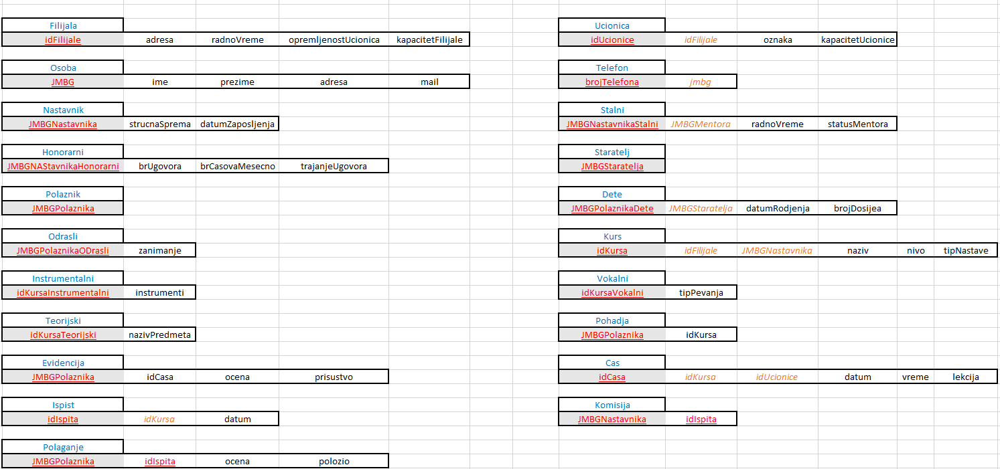 Filijala
idFilijale adresa radnoVreme opremljenostUcionica kapacitetFilijale
Ucionica
idUcionice idFilijale oznaka kapacitetUcionice
Osoba
JMBG ime prezime adresa mail
Telefon
brojTelefona jmbg
Nastavnik
JMBGNastavnika strucnaSprema datumZaposljenja
Stalni
JMBGNastavnikaStalni JMBGMentora radnoVreme statusMentora
Honorarni
JMBGNAStavnikaHonorarni brUgovora brCasovaMesecno trajanjeUgovora
Staratelj
JMBGStaratelja
Polaznik
JMBGPolaznika
Dete
JMBGPolaznikaDete JMBGStaratelja datumRodjenja brojDosijea
Odrasli
JMBGPolaznikaODrasli zanimanje
Kurs
idKursa idFilijale JMBGNastavnika naziv nivo tipNastave
Instrumentalni
idKursaInstrumentalni instrumenti
Vokalni
idKursaVokalni tipPevanja
Teorijski
idKursaTeorijski nazivPredmeta
Pohadja
JMBGPolaznika idKursa
Evidencija
JMBGPolaznika idCasa ocena prisustvo
Cas
idCasa idKursa idUcionice datum vreme lekcija
Ispist
idIspita idKursa datum
Komisija
JMBGNastavnika idIspita
Polaganje
JMBGPolaznika idIspita ocena polozio